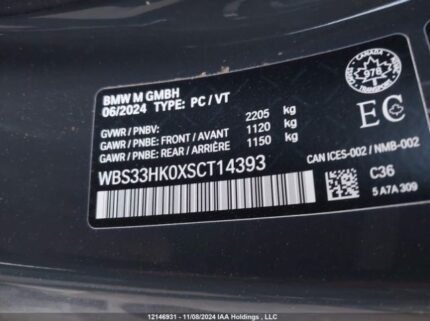 BMW M GMBH
06/2024 TYPE: PC / VT
GVWR / PNBV: 2205 kg
GAWR / PNBE: FRONT / AVANT 1120 kg
GAWR / PNBE: REAR / ARRIÈRE 1150 kg
WBS33HK0XSCT14393
CANADA
978
TRANSPORT
EC
CAN ICES-002 / NMB-002
C36
5 A7A 309
12146931 - 11/08/2024 IAA Holdings , LLC